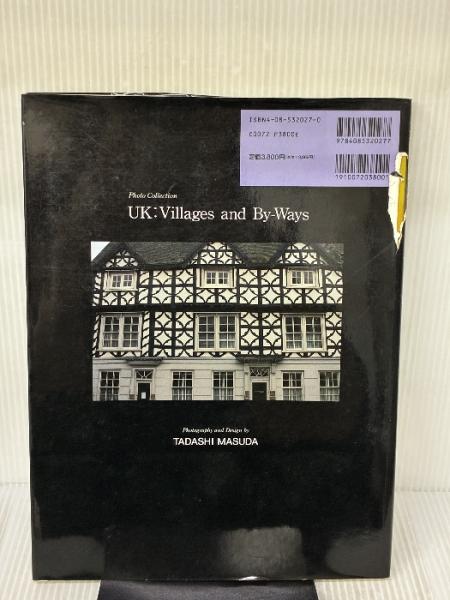 ISBN4-08-532027-0
C0072 P3800E
定価3,800円
9784085320277
1910072038001
Photo Collection
UK:Villages and By-Ways
Photography and Design by
TADASHI MASUDA